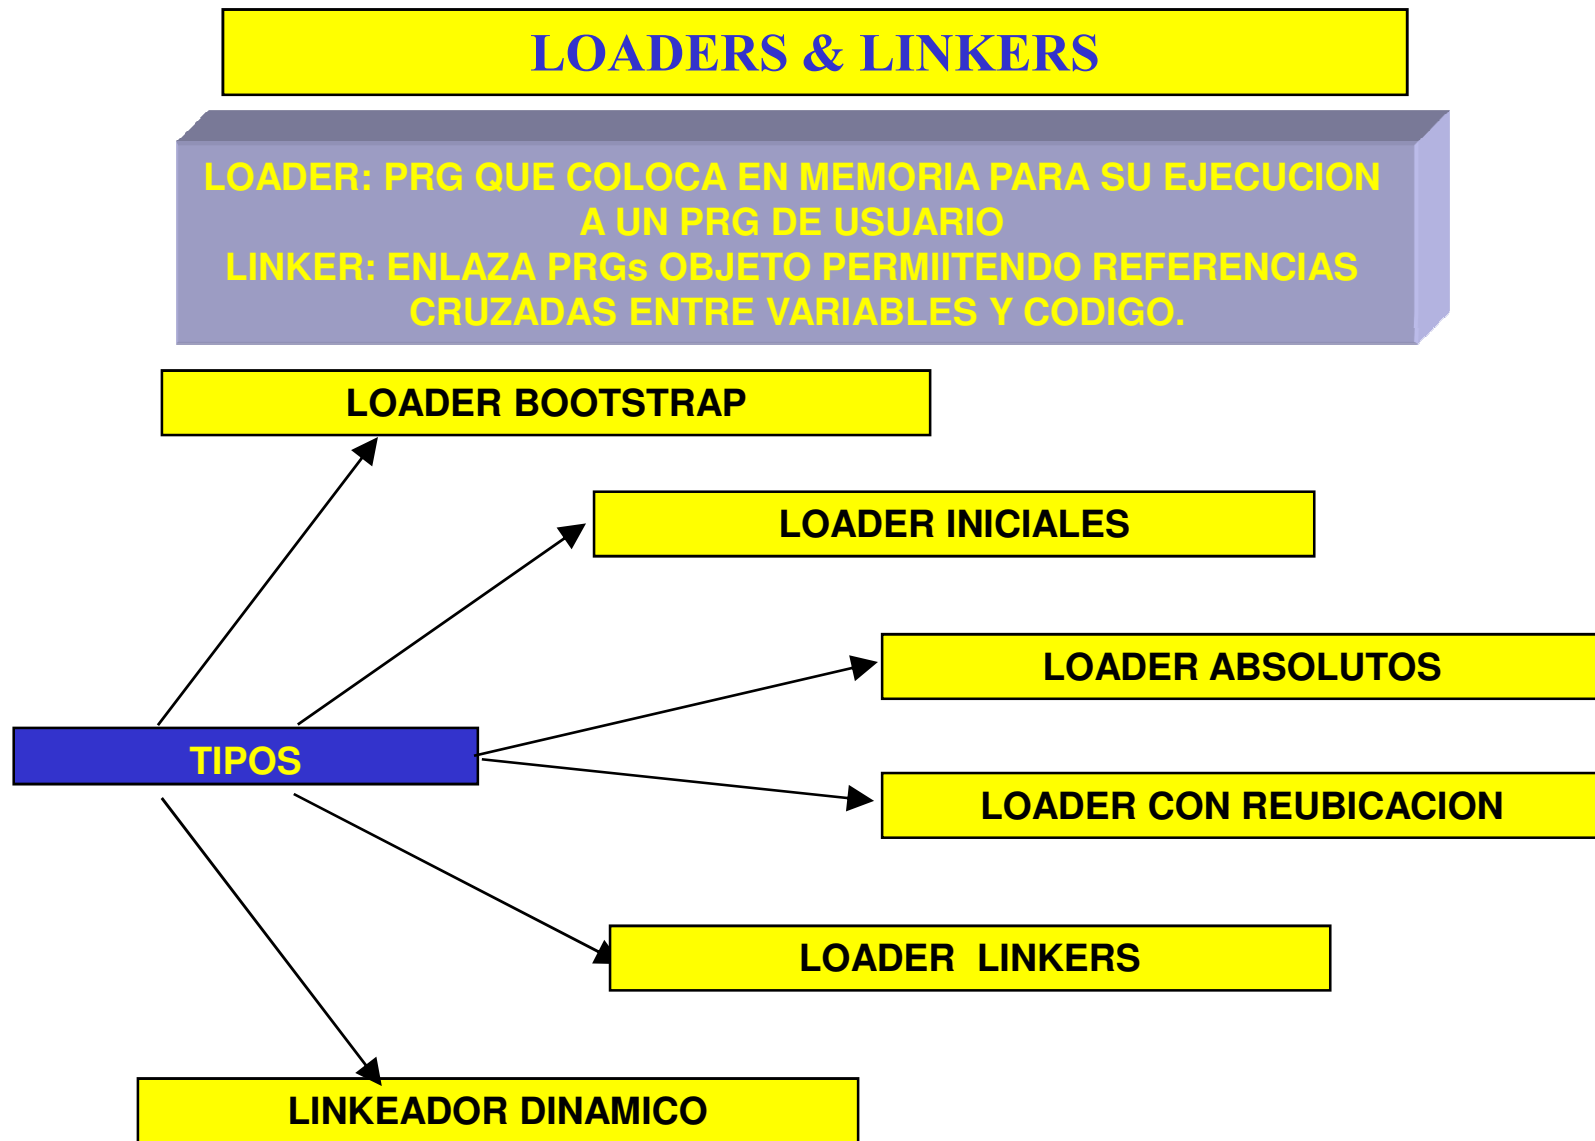 LOADERS & LINKERS
LOADER: PRG QUE COLOCA EN MEMORIA PARA SU EJECUCION
A UN PRG DE USUARIO
LINKER: ENLAZA PRGs OBJETO PERMIITENDO REFERENCIAS
CRUZADAS ENTRE VARIABLES Y CODIGO.
LOADER BOOTSTRAP
LOADER INICIALES
LOADER ABSOLUTOS
TIPOS
LOADER CON REUBICACION
LOADER LINKERS
LINKEADOR DINAMICO